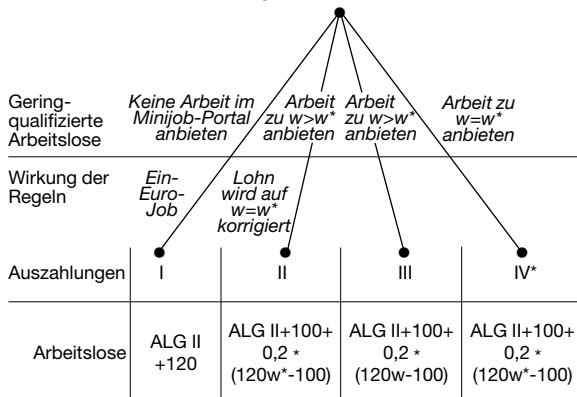 Gering-
qualifizierte
Arbeitslose
Keine Arbeit im
Minijob-Portal
anbieten
Arbeit
zu w>w*
anbieten
Arbeit
zu w>w*
anbieten
Arbeit zu
w=w*
anbieten
Wirkung der
Regeln
Ein-
Euro-
Job
Lohn
wird auf
w=w*
korrigiert
Auszahlungen
I
II
III
IV*
Arbeitslose
ALG II
+120
ALG II+100+
0,2 *
(120w*-100)
ALG II+100+
0,2 *
(120w-100)
ALG II+100+
0,2 *
(120w*-100)